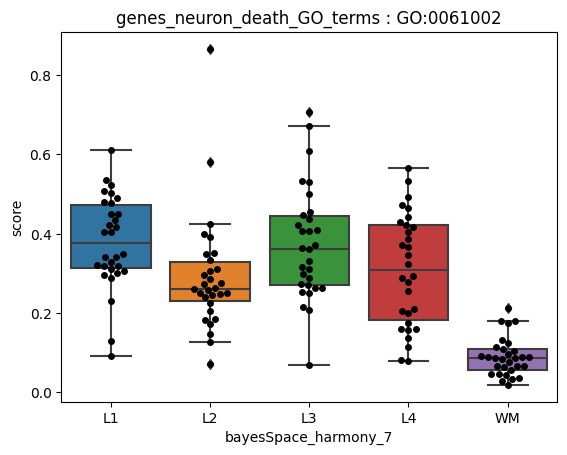 genes_neuron_death_GO_terms : GO:0061002
0.8
0.6
0.4
0.2
0.0
score
L1 L2 L3 L4 WM
bayesSpace_harmony_7